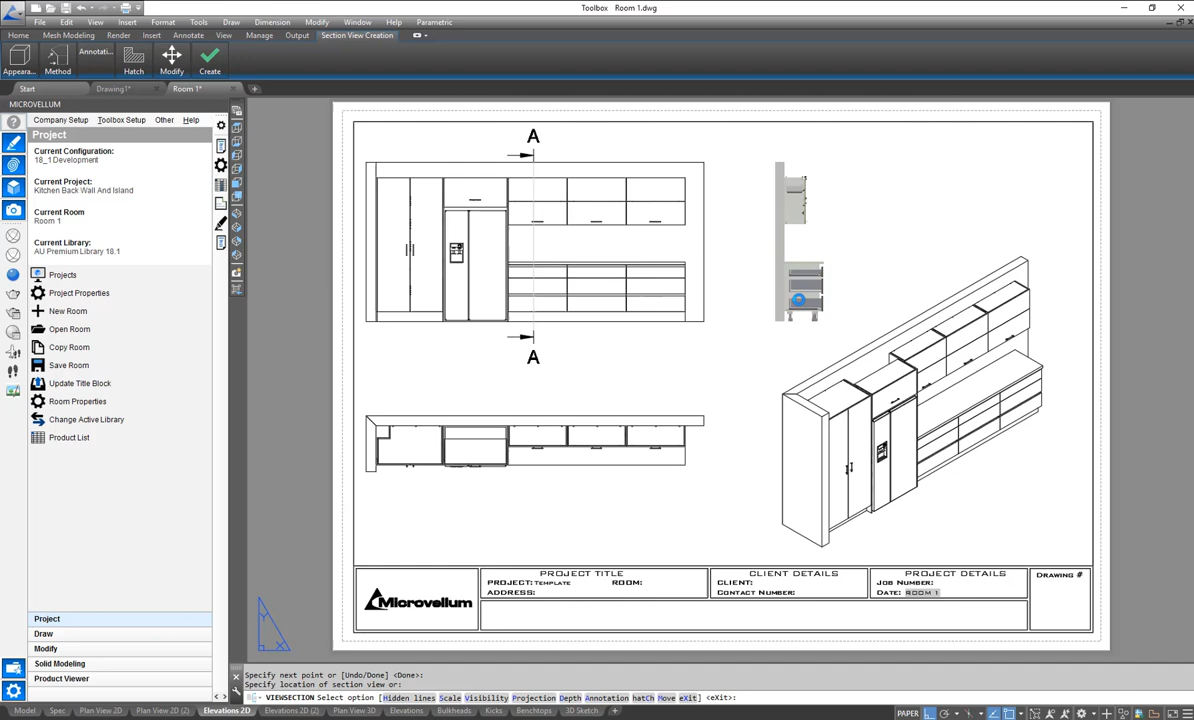 Toolbox Room 1.dwg
File Edit View Insert Format Tools Draw Dimension Modify Window Help Parametric
Home Mesh Modeling Render Insert Annotate View Manage Output Section View Creation
Appeara... Method Annotati... Hatch Modify Create
Start Drawing1* Room 1*
MICROVELLUM
Company Setup Toolbox Setup Other Help
Project
Current Configuration:
18_1 Development
Current Project:
Kitchen Back Wall And Island
Current Room
Room 1
Current Library:
AU Premium Library 18.1
Projects
Project Properties
New Room
Open Room
Copy Room
Save Room
Update Title Block
Room Properties
Change Active Library
Product List
Project
Draw
Modify
Solid Modeling
Product Viewer
A
A
PROJECT TITLE
PROJECT: TEMPLATE ROOM:
ADDRESS:
CLIENT DETAILS
CLIENT:
CONTACT NUMBER:
PROJECT DETAILS
JOB NUMBER:
DATE: ROOM 1
DRAWING #
Microvellum
Y
X
Specify next point or [Undo/Done] <Done>:
Specify location of section view or:
VIEWSECTION Select option [Hidden lines Scale Visibility Projection Depth Annotation hatCh Move eXit] <eXit>:
Model Spec Plan View 2D Plan View 2D (2) Elevations 2D Elevations 2D (2) Plan View 3D Elevations Bulkheads Kicks Benchtops 3D Sketch +
PAPER